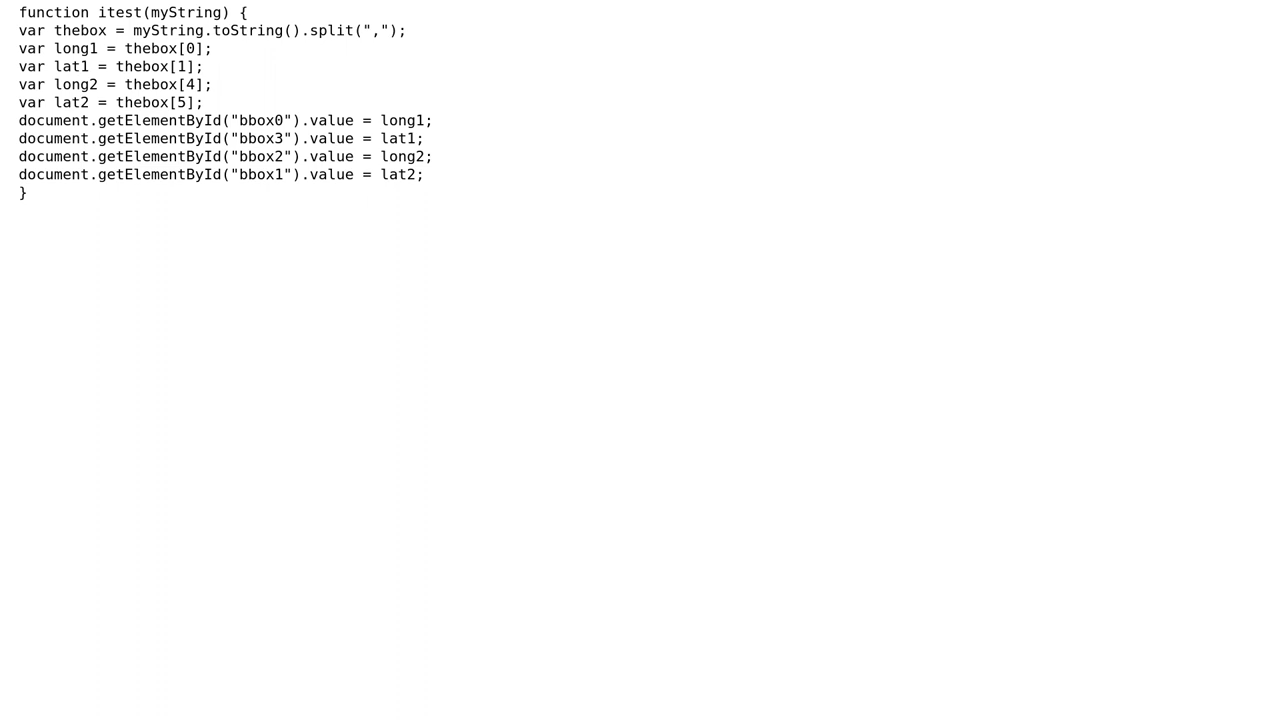 function itest(myString) {
var thebox = myString.toString().split(",");
var long1 = thebox[0];
var lat1 = thebox[1];
var long2 = thebox[4];
var lat2 = thebox[5];
document.getElementById("bbox0").value = long1;
document.getElementById("bbox3").value = lat1;
document.getElementById("bbox2").value = long2;
document.getElementById("bbox1").value = lat2;
}